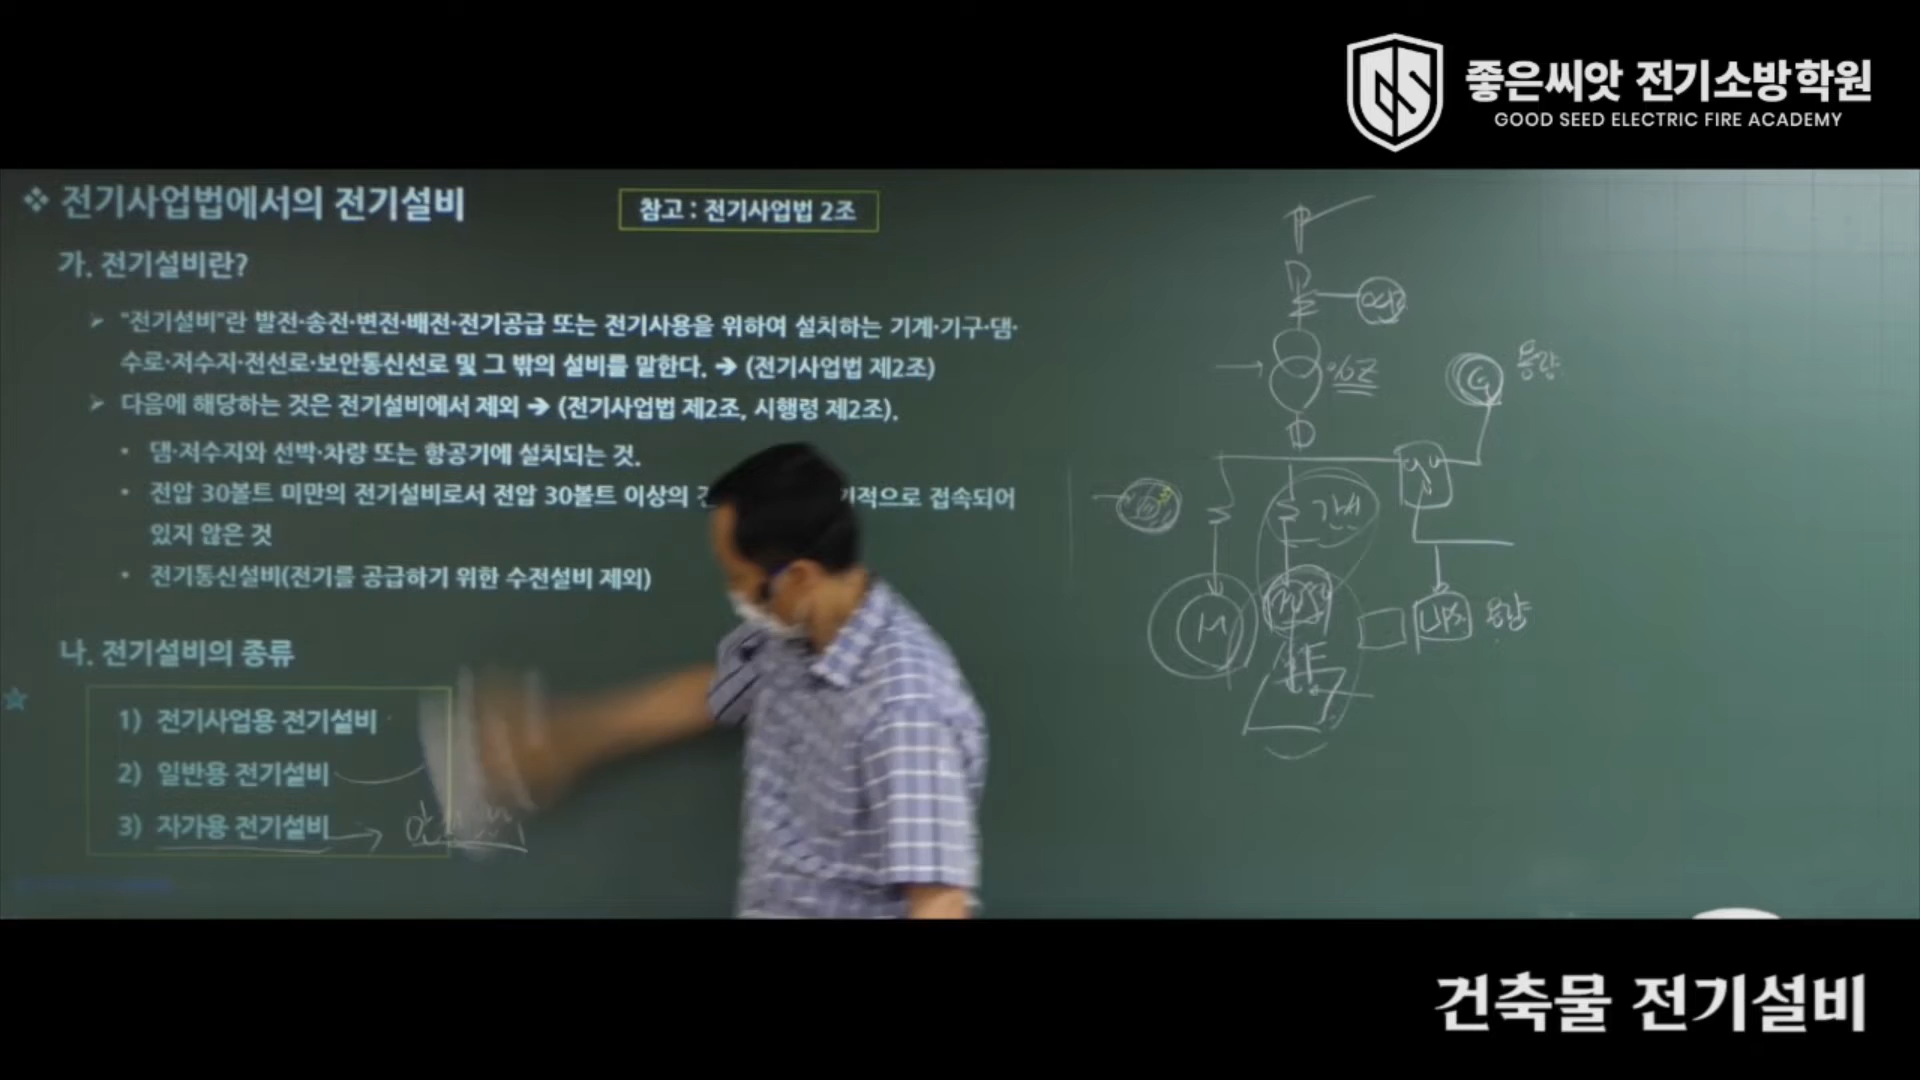 좋은씨앗 전기소방학원
GOOD SEED ELECTRIC FIRE ACADEMY
❖ 전기사업법에서의 전기설비
참고 : 전기사업법 2조
가. 전기설비란?
➢ "전기설비"란 발전·송전·변전·배전·전기공급 또는 전기사용을 위하여 설치하는 기계·기구·댐·
수로·저수지·전선로·보안통신선로 및 그 밖의 설비를 말한다. ➔ (전기사업법 제2조)
➢ 다음에 해당하는 것은 전기설비에서 제외 ➔ (전기사업법 제2조, 시행령 제2조).
• 댐·저수지와 선박·차량 또는 항공기에 설치되는 것.
• 전압 30볼트 미만의 전기설비로서 전압 30볼트 이상의 기적으로 접속되어
있지 않은 것
• 전기통신설비(전기를 공급하기 위한 수전설비 제외)
나. 전기설비의 종류
1) 전기사업용 전기설비
2) 일반용 전기설비
3) 자가용 전기설비
%Z
G
용량
간선
M
UPS
용량
건축물 전기설비